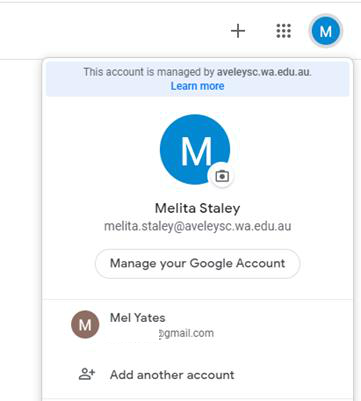 M
This account is managed by aveleysc.wa.edu.au.
Learn more
M
Melita Staley
melita.staley@aveleysc.wa.edu.au
Manage your Google Account
M
Mel Yates
@gmail.com
Add another account